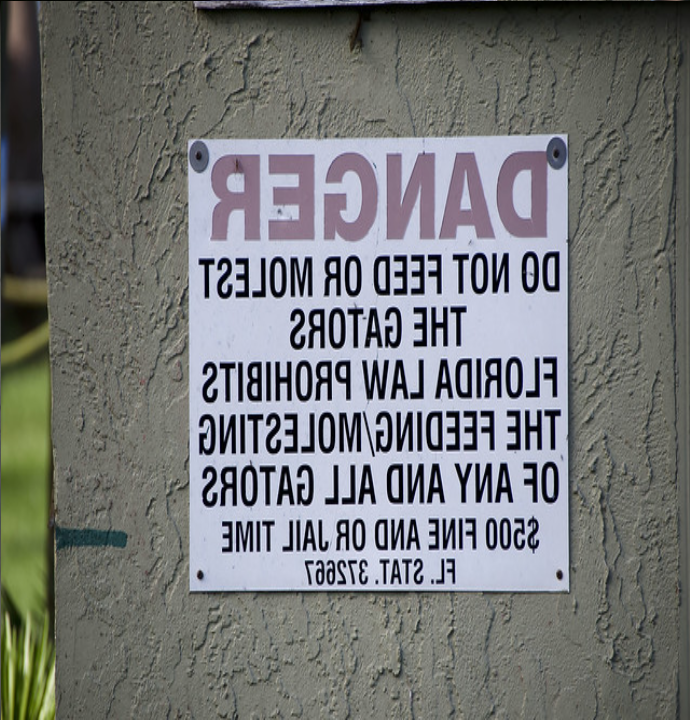 DANGER
DO NOT FEED OR MOLEST
THE GATORS
FLORIDA LAW PROHIBITS
THE FEEDING/MOLESTING
OF ANY AND ALL GATORS
$500 FINE AND OR JAIL TIME
FL. STAT. 372667